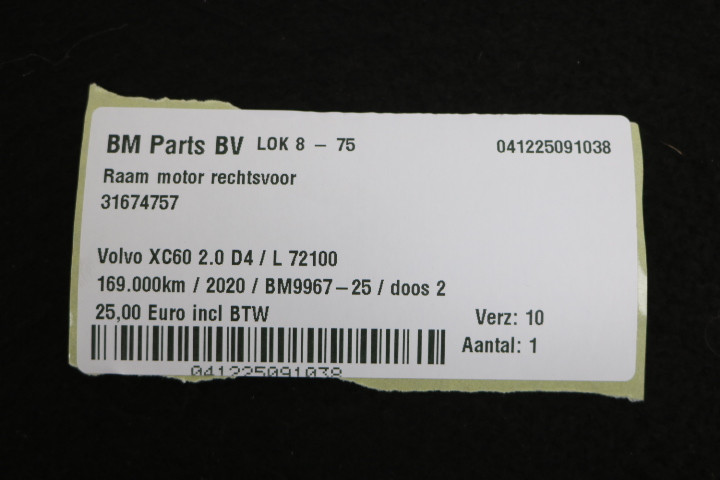 BM Parts BV LOK 8 - 75 041225091038
Raam motor rechtsvoor
31674757
Volvo XC60 2.0 D4 / L 72100
169.000km / 2020 / BM9967-25 / doos 2
25,00 Euro incl BTW Verz: 10
Aantal: 1
041225091038